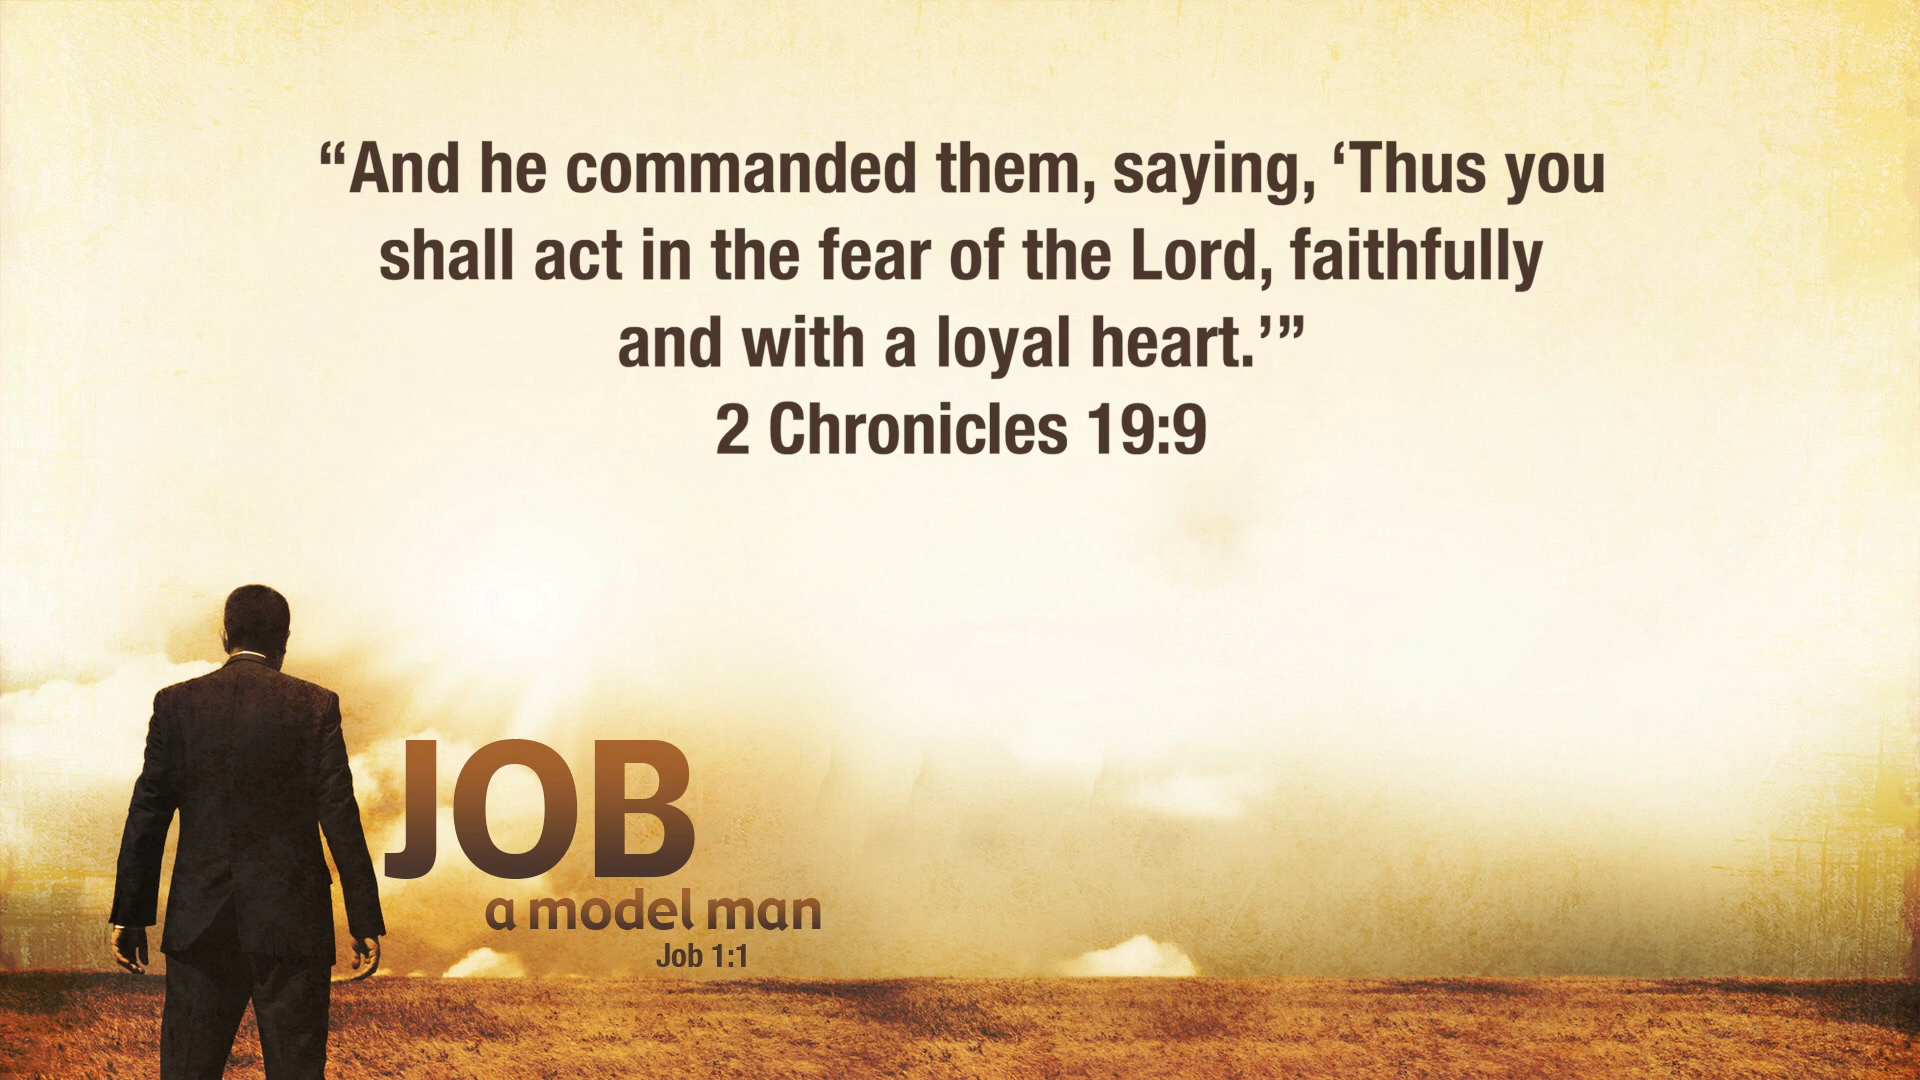 “And he commanded them, saying, ‘Thus you
shall act in the fear of the Lord, faithfully
and with a loyal heart.’”
2 Chronicles 19:9
JOB
a model man
Job 1:1